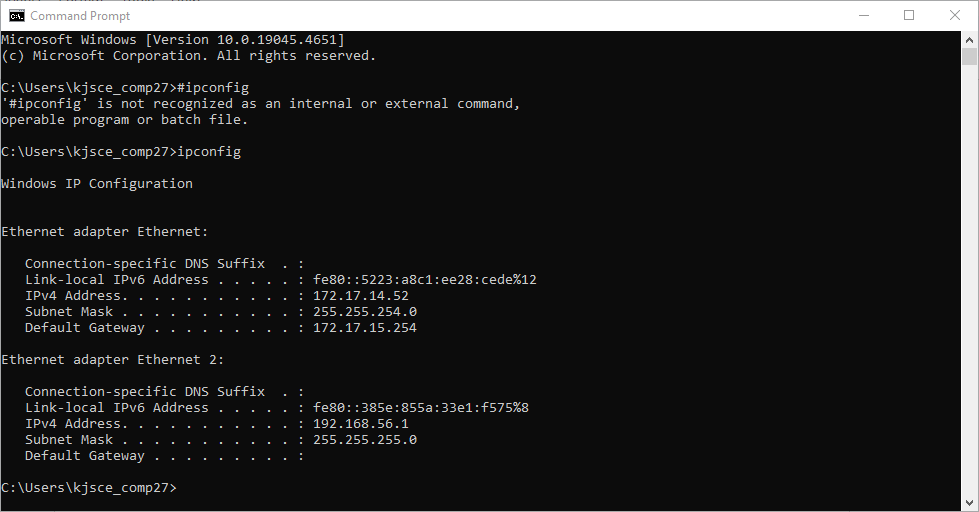 Command Prompt
Microsoft Windows [Version 10.0.19045.4651]
(c) Microsoft Corporation. All rights reserved.
C:\Users\kjsce_comp27>#ipconfig
'#ipconfig' is not recognized as an internal or external command,
operable program or batch file.
C:\Users\kjsce_comp27>ipconfig
Windows IP Configuration
Ethernet adapter Ethernet:
   Connection-specific DNS Suffix  . :
   Link-local IPv6 Address . . . . . : fe80::5223:a8c1:ee28:cede%12
   IPv4 Address. . . . . . . . . . . : 172.17.14.52
   Subnet Mask . . . . . . . . . . . : 255.255.254.0
   Default Gateway . . . . . . . . . : 172.17.15.254
Ethernet adapter Ethernet 2:
   Connection-specific DNS Suffix  . :
   Link-local IPv6 Address . . . . . : fe80::385e:855a:33e1:f575%8
   IPv4 Address. . . . . . . . . . . : 192.168.56.1
   Subnet Mask . . . . . . . . . . . : 255.255.255.0
   Default Gateway . . . . . . . . . :
C:\Users\kjsce_comp27>